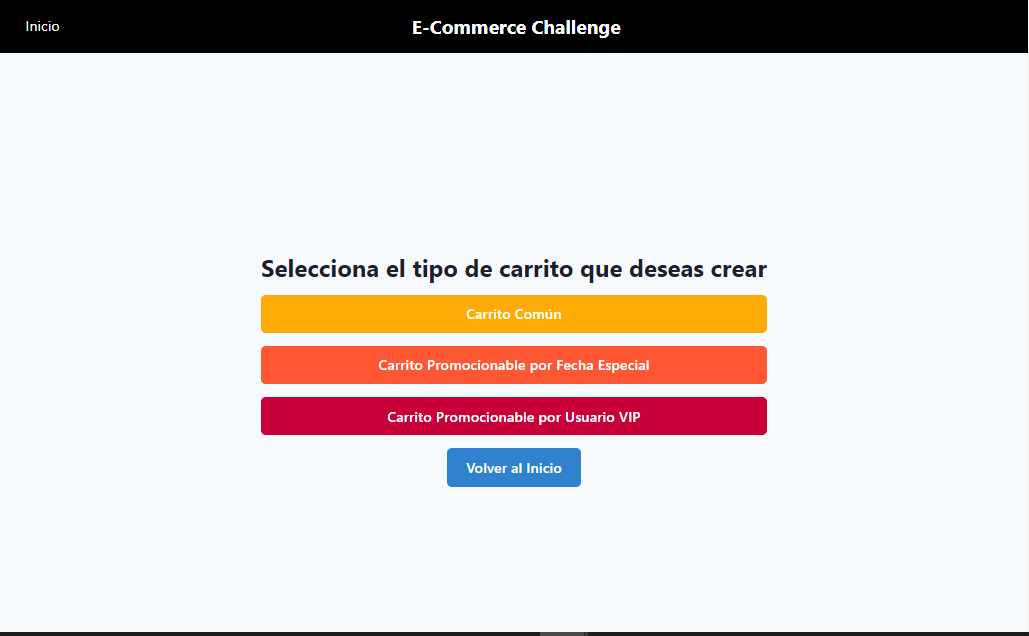 Inicio
E-Commerce Challenge
Selecciona el tipo de carrito que deseas crear
Carrito Común
Carrito Promocionable por Fecha Especial
Carrito Promocionable por Usuario VIP
Volver al Inicio